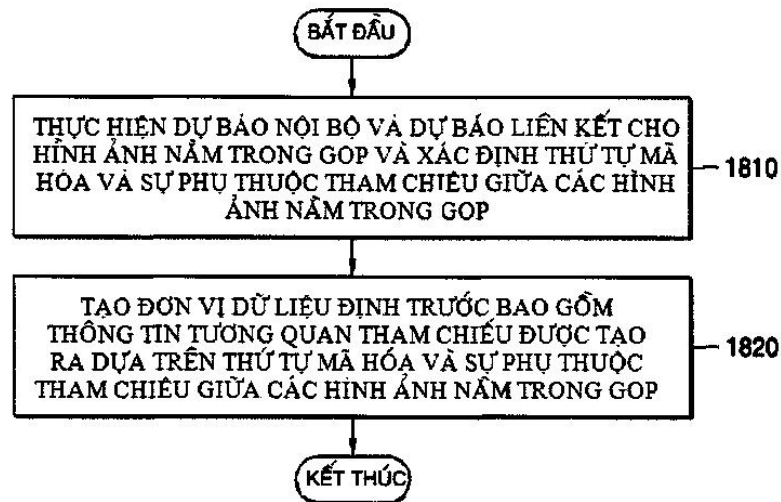 BẮT ĐẦU
THỰC HIỆN DỰ BÁO NỘI BỘ VÀ DỰ BÁO LIÊN KẾT CHO
HÌNH ẢNH NẰM TRONG GOP VÀ XÁC ĐỊNH THỨ TỰ MÃ
HÓA VÀ SỰ PHỤ THUỘC THAM CHIẾU GIỮA CÁC HÌNH
ẢNH NẰM TRONG GOP
1810
TẠO ĐƠN VỊ DỮ LIỆU ĐỊNH TRƯỚC BAO GỒM
THÔNG TIN TƯƠNG QUAN THAM CHIẾU ĐƯỢC TẠO
RA DỰA TRÊN THỨ TỰ MÃ HÓA VÀ SỰ PHỤ THUỘC
THAM CHIẾU GIỮA CÁC HÌNH ẢNH NẰM TRONG GOP
1820
KẾT THÚC